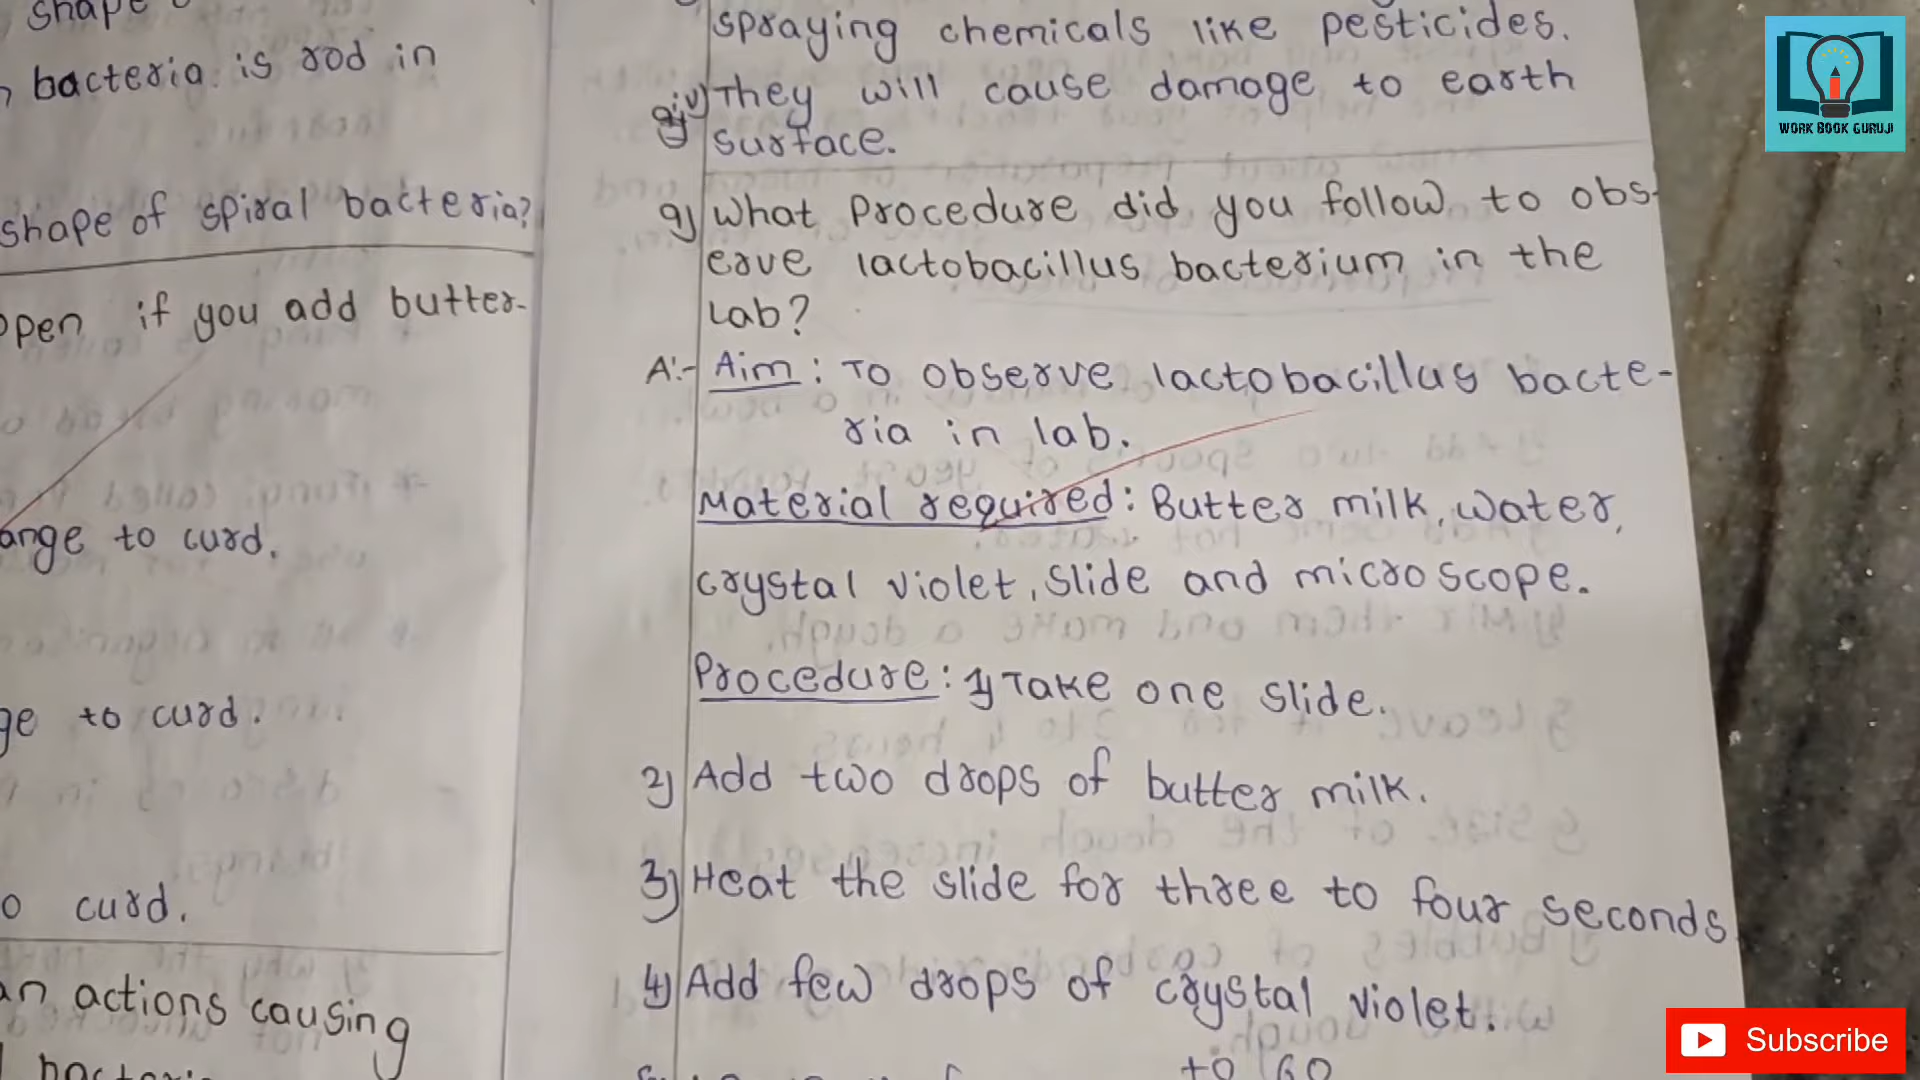 shape
bacteria is rod in
shape of spiral bacteria?
if you add butter-
to curd.
to curd.
curd.
actions causing
spraying chemicals like pesticides.
iv) They will cause damage to earth
surface.
9) What Procedure did you follow to obs-
erve lactobacillus bacterium in the
Lab?
A:- Aim: To observe lactobacillus bacte-
ria in lab.
Material required: Butter milk, water,
crystal violet, slide and microscope.
Procedure: 1) Take one slide.
2) Add two drops of butter milk.
3) Heat the slide for three to four seconds
4) Add few drops of crystal violet.
to 60
WORK BOOK GURUJI
Subscribe